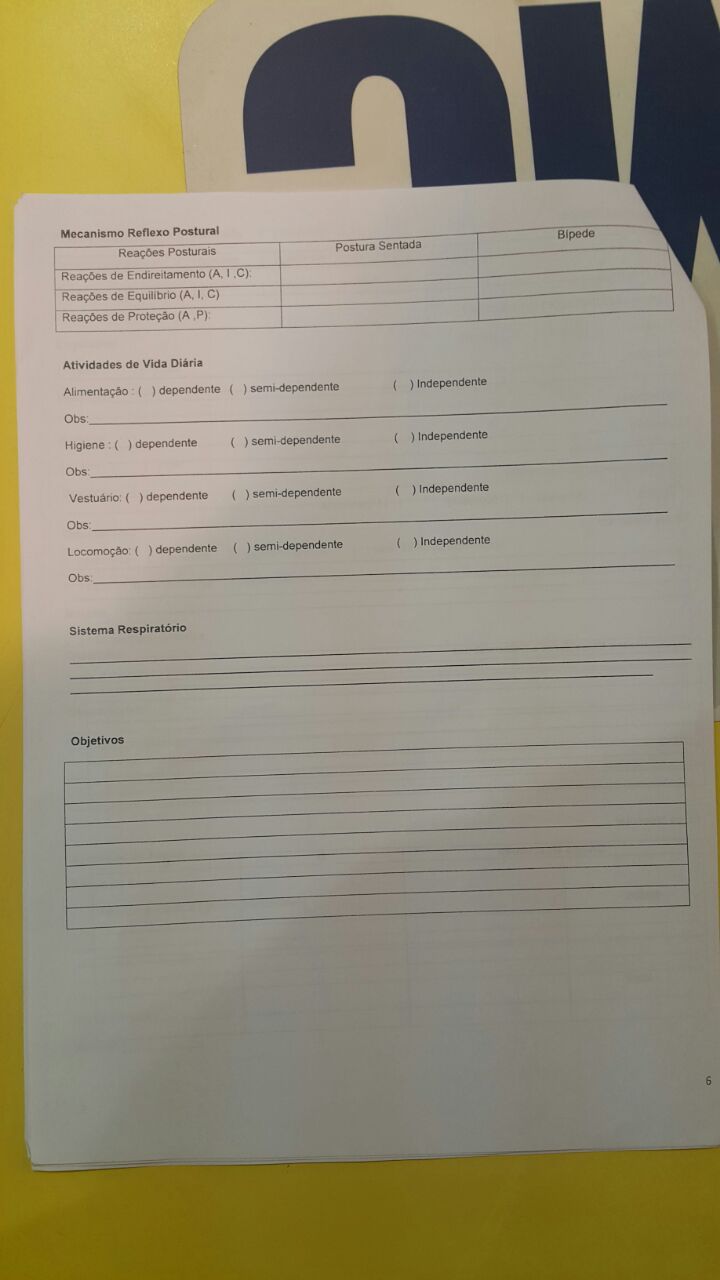 Mecanismo Reflexo Postural
Reações Posturais Postura Sentada Bípede
Reações de Endireitamento (A, I ,C):
Reações de Equilíbrio (A, I, C)
Reações de Proteção (A ,P):
Atividades de Vida Diária
Alimentação : ( ) dependente ( ) semi-dependente ( ) Independente
Obs:
Higiene : ( ) dependente ( ) semi-dependente ( ) Independente
Obs:
Vestuário: ( ) dependente ( ) semi-dependente ( ) Independente
Obs:
Locomoção: ( ) dependente ( ) semi-dependente ( ) Independente
Obs:
Sistema Respiratório
Objetivos
6